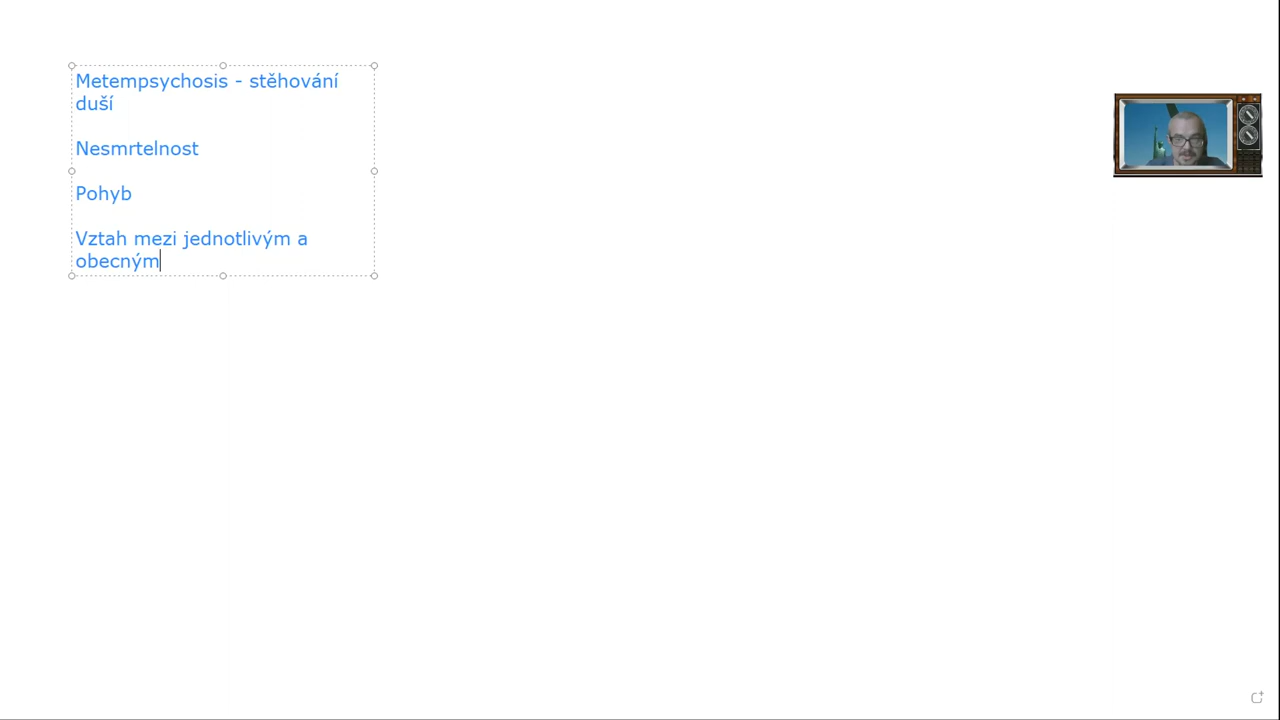 Metempsychosis - stěhování
duší
Nesmrtelnost
Pohyb
Vztah mezi jednotlivým a
obecným